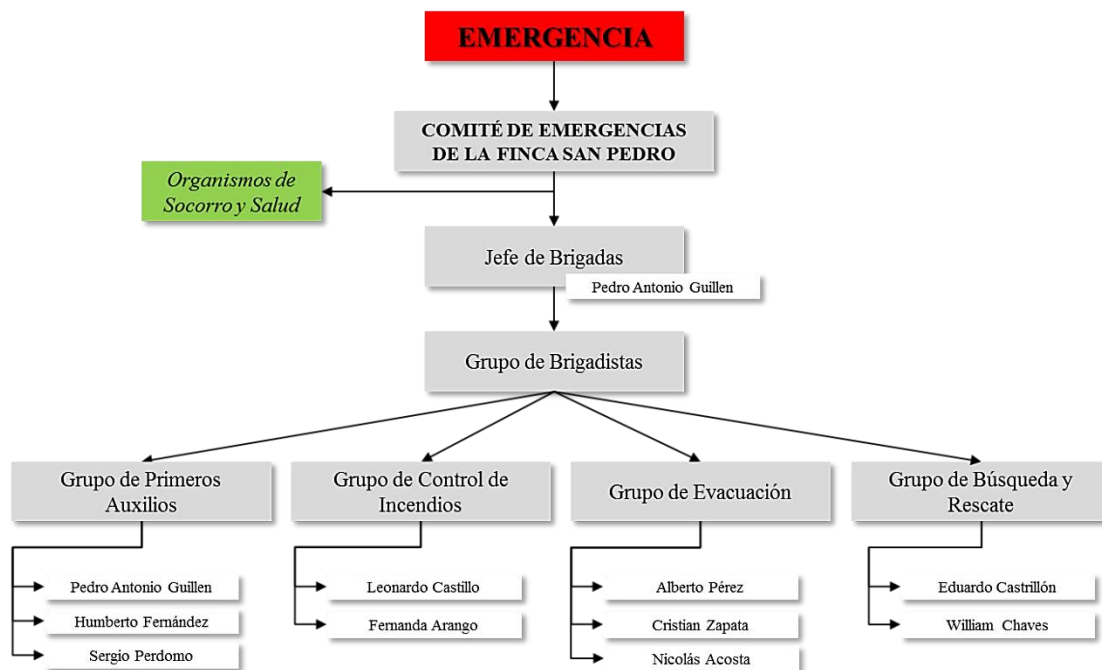 EMERGENCIA
COMITÉ DE EMERGENCIAS
DE LA FINCA SAN PEDRO
Organismos de
Socorro y Salud
Jefe de Brigadas
Pedro Antonio Guillen
Grupo de Brigadistas
Grupo de Primeros
Auxilios
Pedro Antonio Guillen
Humberto Fernández
Sergio Perdomo
Grupo de Control de
Incendios
Leonardo Castillo
Fernanda Arango
Grupo de Evacuación
Alberto Pérez
Cristian Zapata
Nicolás Acosta
Grupo de Búsqueda y
Rescate
Eduardo Castrillón
William Chaves